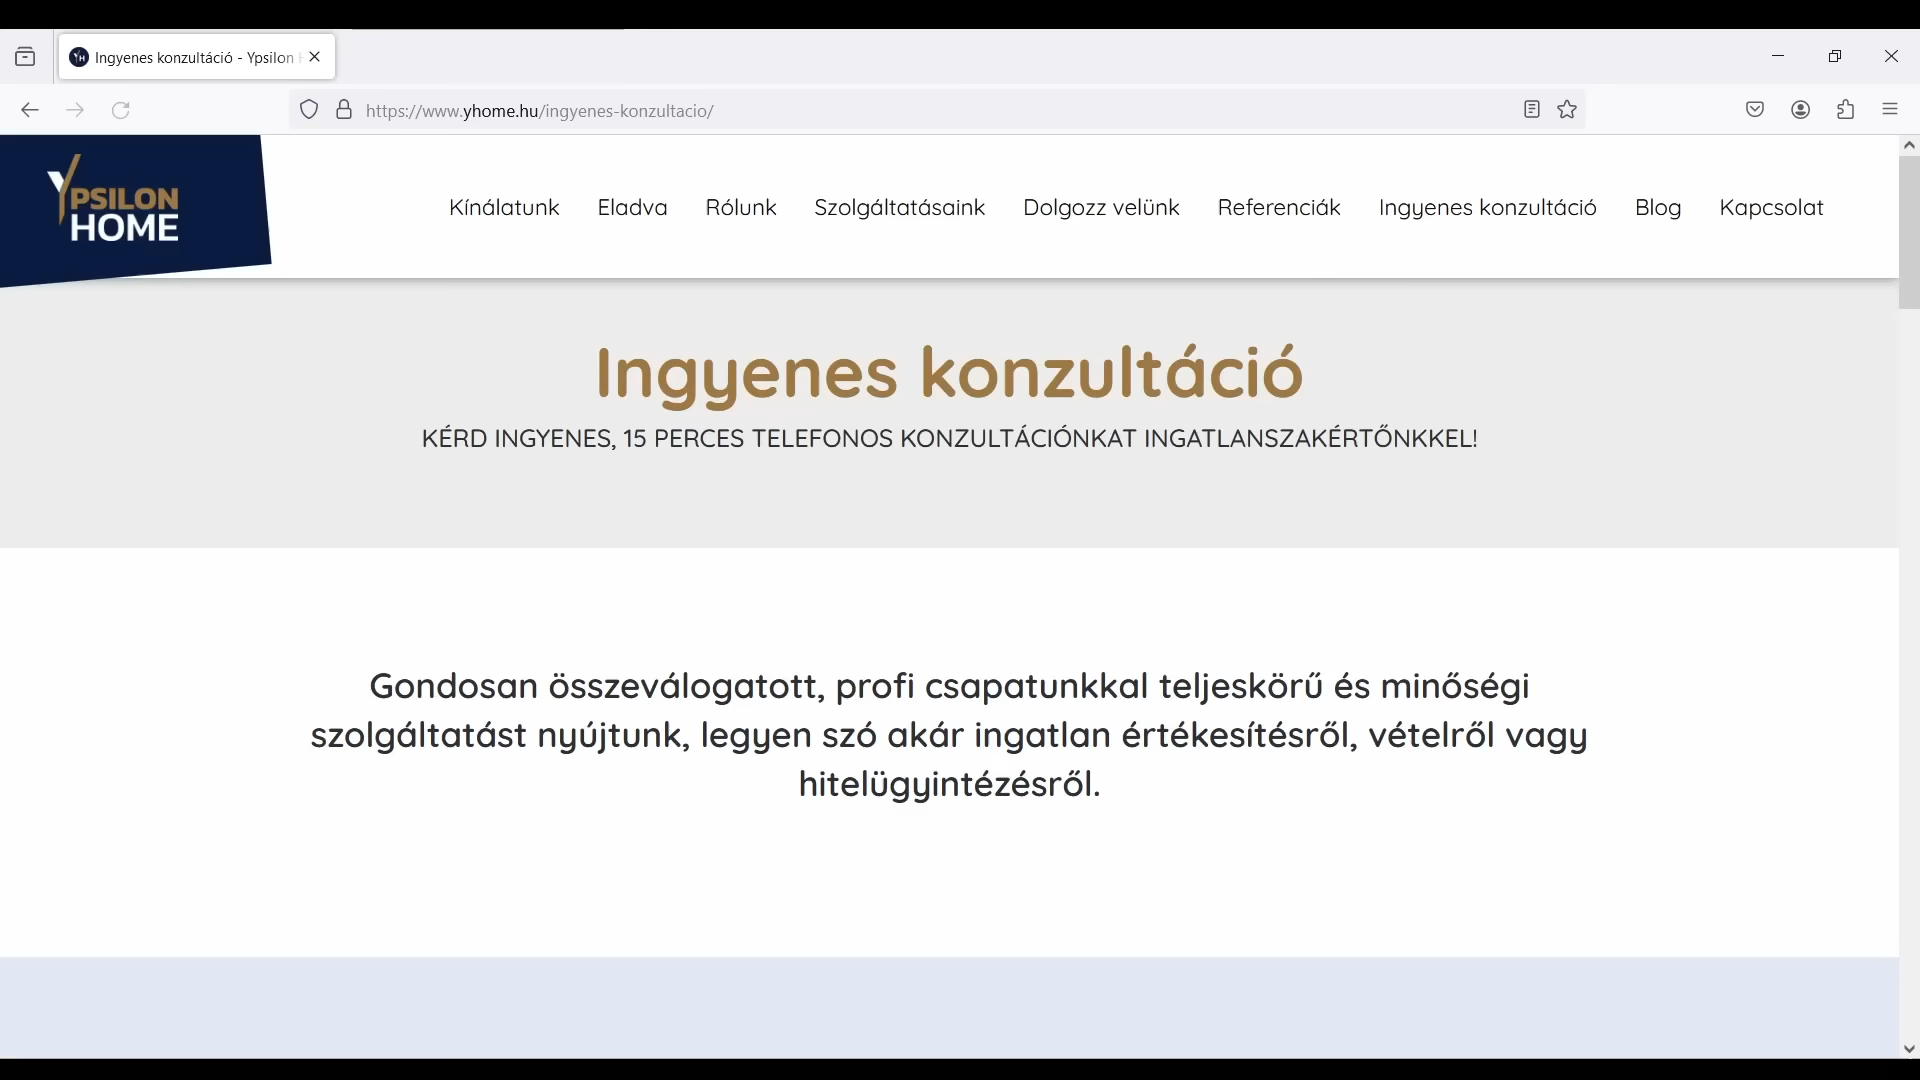 Ingyenes konzultáció - Ypsilon
https://www.yhome.hu/ingyenes-konzultacio/
YPSILON
HOME
Kínálatunk Eladva Rólunk Szolgáltatásaink Dolgozz velünk Referenciák Ingyenes konzultáció Blog Kapcsolat
Ingyenes konzultáció
KÉRD INGYENES, 15 PERCES TELEFONOS KONZULTÁCIÓNKAT INGATLANSZAKÉRTŐNKKEL!
Gondosan összeválogatott, profi csapatunkkal teljeskörű és minőségi
szolgáltatást nyújtunk, legyen szó akár ingatlan értékesítésről, vételről vagy
hitelügyintézésről.